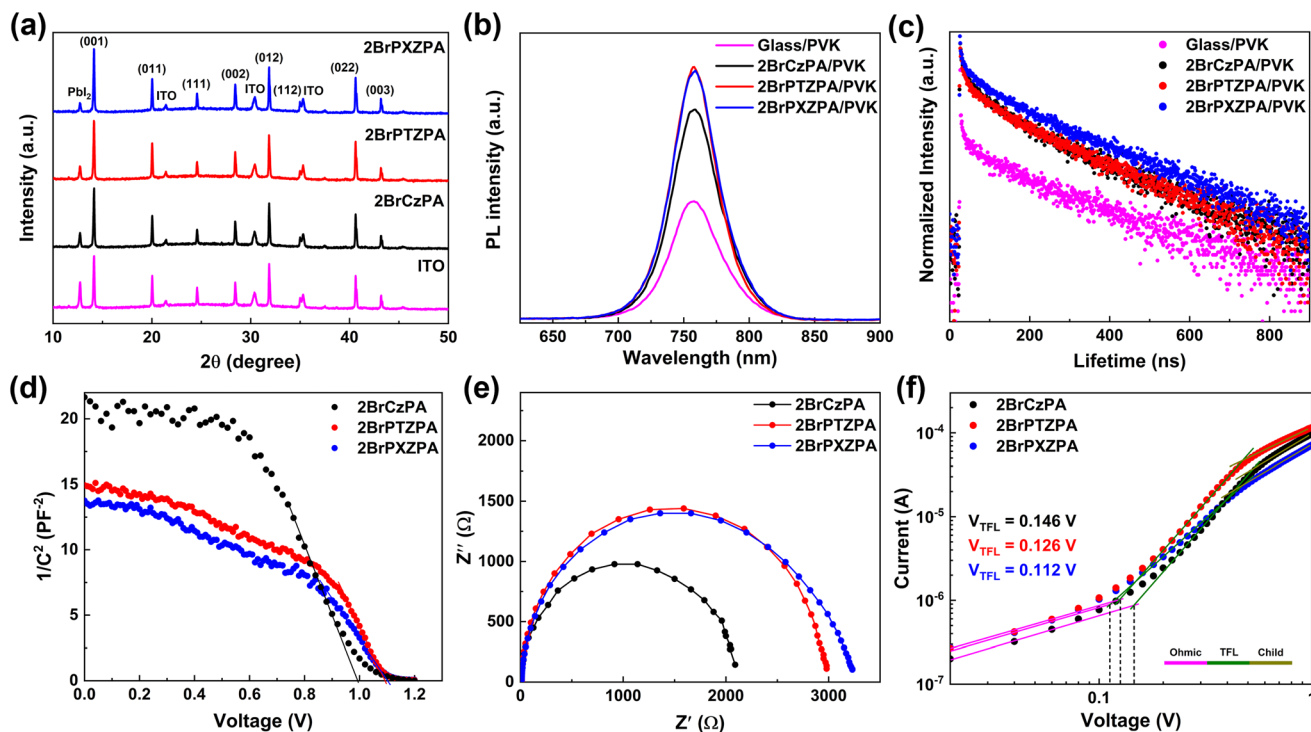 (a)
2BrPXZPA
(001)
(011)
(111)
(002)
(012)
(022)
(003)
PbI₂
ITO
ITO
(112)
ITO
2BrPTZPA
2BrCzPA
ITO
Intensity (a.u.)
10 20 30 40 50
2θ (degree)
(b)
Glass/PVK
2BrCzPA/PVK
2BrPTZPA/PVK
2BrPXZPA/PVK
PL intensity (a.u.)
650 700 750 800 850 900
Wavelength (nm)
(c)
Glass/PVK
2BrCzPA/PVK
2BrPTZPA/PVK
2BrPXZPA/PVK
Normalized Intensity (a.u.)
0 200 400 600 800
Lifetime (ns)
(d)
2BrCzPA
2BrPTZPA
2BrPXZPA
1/C⁻² (PF⁻²)
20
15
10
5
0
0.0 0.2 0.4 0.6 0.8 1.0 1.2
Voltage (V)
(e)
2BrCzPA
2BrPTZPA
2BrPXZPA
Z'' (Ω)
2500
2000
1500
1000
500
0
0 1000 2000 3000
Z' (Ω)
(f)
2BrCzPA
2BrPTZPA
2BrPXZPA
V_TFL = 0.146 V
V_TFL = 0.126 V
V_TFL = 0.112 V
Ohmic TFL Child
Current (A)
10⁻⁴
10⁻⁵
10⁻⁶
10⁻⁷
0.1 1
Voltage (V)